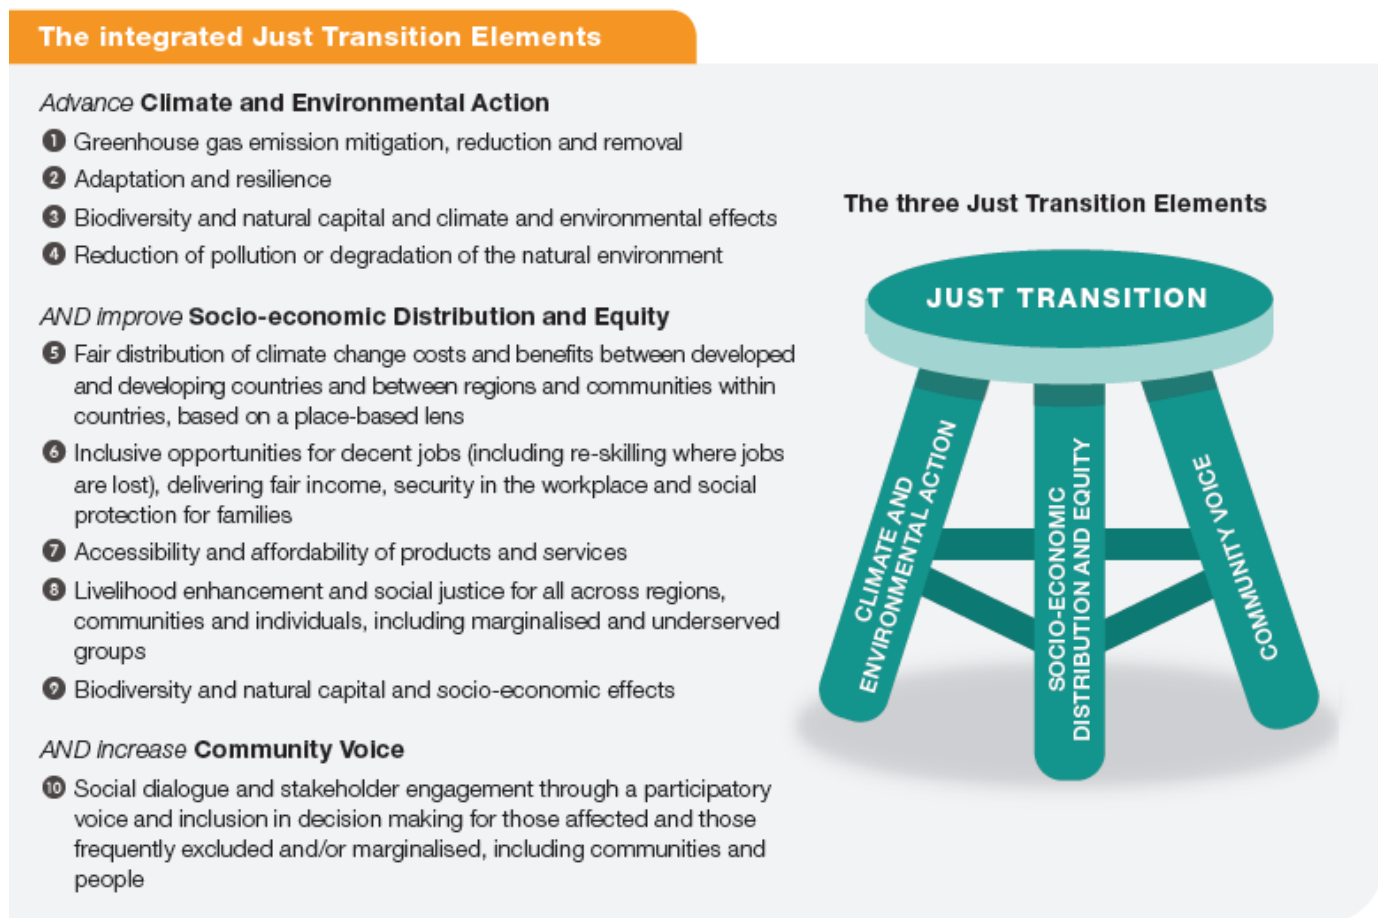 The integrated Just Transition Elements
Advance Climate and Environmental Action
1 Greenhouse gas emission mitigation, reduction and removal
2 Adaptation and resilience
3 Biodiversity and natural capital and climate and environmental effects
4 Reduction of pollution or degradation of the natural environment
AND Improve Socio-economic Distribution and Equity
5 Fair distribution of climate change costs and benefits between developed
and developing countries and between regions and communities within
countries, based on a place-based lens
6 Inclusive opportunities for decent jobs (including re-skilling where jobs
are lost), delivering fair income, security in the workplace and social
protection for families
7 Accessibility and affordability of products and services
8 Livelihood enhancement and social justice for all across regions,
communities and individuals, including marginalised and underserved
groups
9 Biodiversity and natural capital and socio-economic effects
AND Increase Community Voice
10 Social dialogue and stakeholder engagement through a participatory
voice and inclusion in decision making for those affected and those
frequently excluded and/or marginalised, including communities and
people
The three Just Transition Elements
JUST TRANSITION
CLIMATE AND
ENVIRONMENTAL ACTION
SOCIO-ECONOMIC
DISTRIBUTION AND EQUITY
COMMUNITY VOICE